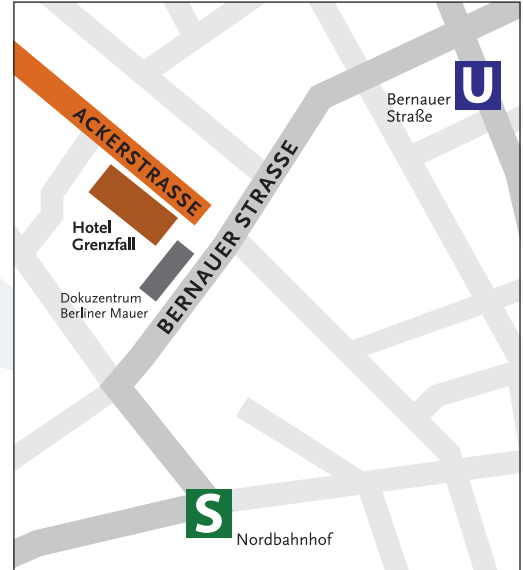 U
Bernauer
Straße
ACKERSTRASSE
Hotel
Grenzfall
BERNAUER STRASSE
Dokuzentrum
Berliner Mauer
S
Nordbahnhof